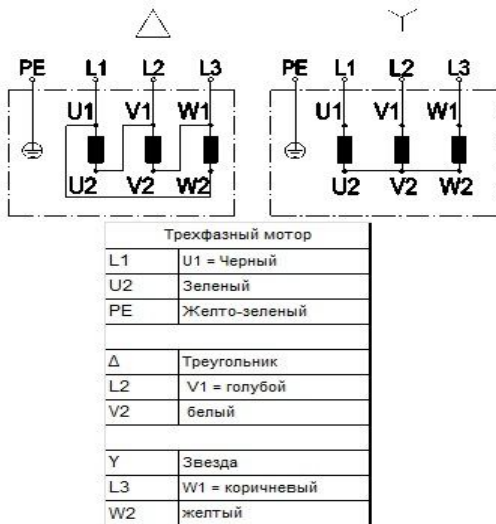 PE L1 L2 L3 PE L1 L2 L3
U1 V1 W1 U1 V1 W1
U2 V2 W2 U2 V2 W2
Трехфазный мотор
L1 U1 = Черный
U2 Зеленый
PE Желто-зеленый
Δ Треугольник
L2 V1 = голубой
V2 белый
Y Звезда
L3 W1 = коричневый
W2 желтый